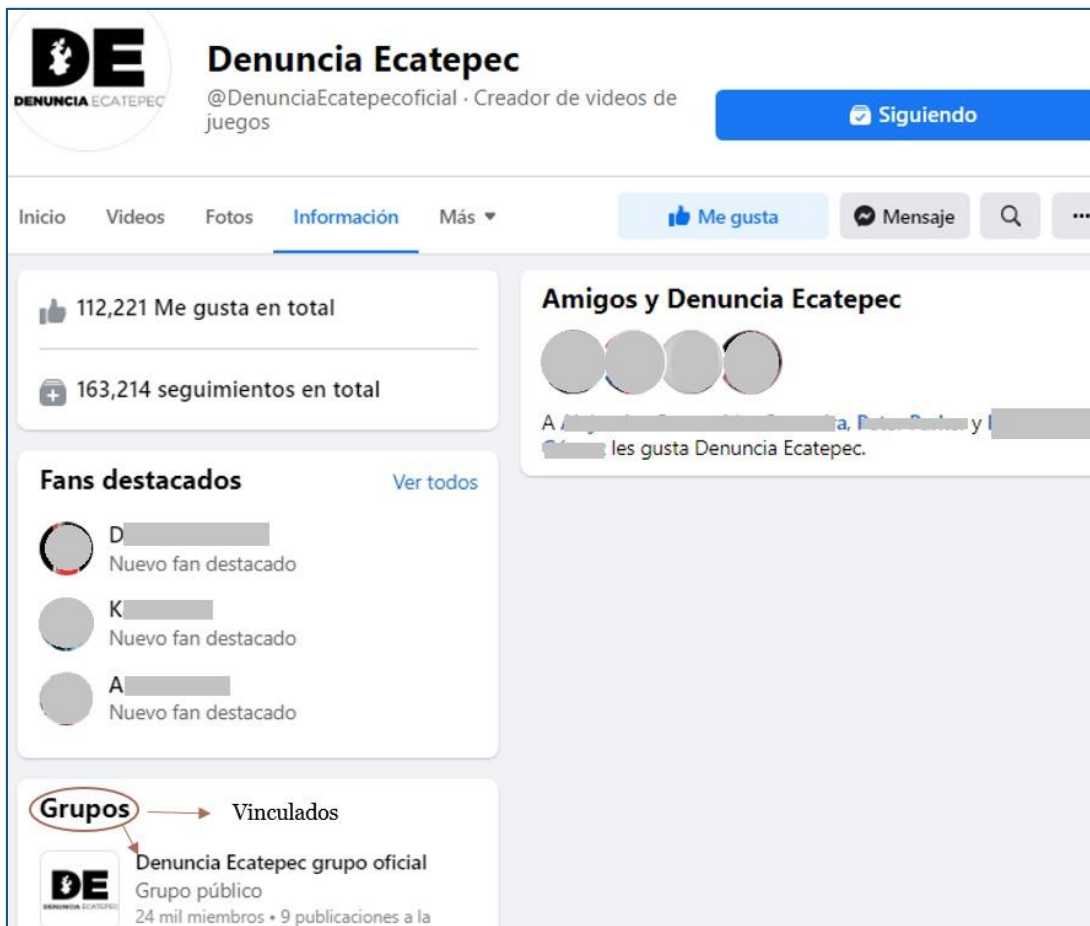 DE
DENUNCIA ECATEPEC
Denuncia Ecatepec
@DenunciaEcatepecoficial · Creador de videos de
juegos
Siguiendo
Inicio
Videos
Fotos
Información
Más
Me gusta
Mensaje
112,221 Me gusta en total
163,214 seguimientos en total
Amigos y Denuncia Ecatepec
A
a,
y
les gusta Denuncia Ecatepec.
Fans destacados
Ver todos
D
Nuevo fan destacado
K
Nuevo fan destacado
A
Nuevo fan destacado
Grupos
Vinculados
DE
DENUNCIA ECATEPEC
Denuncia Ecatepec grupo oficial
Grupo público
24 mil miembros • 9 publicaciones a la